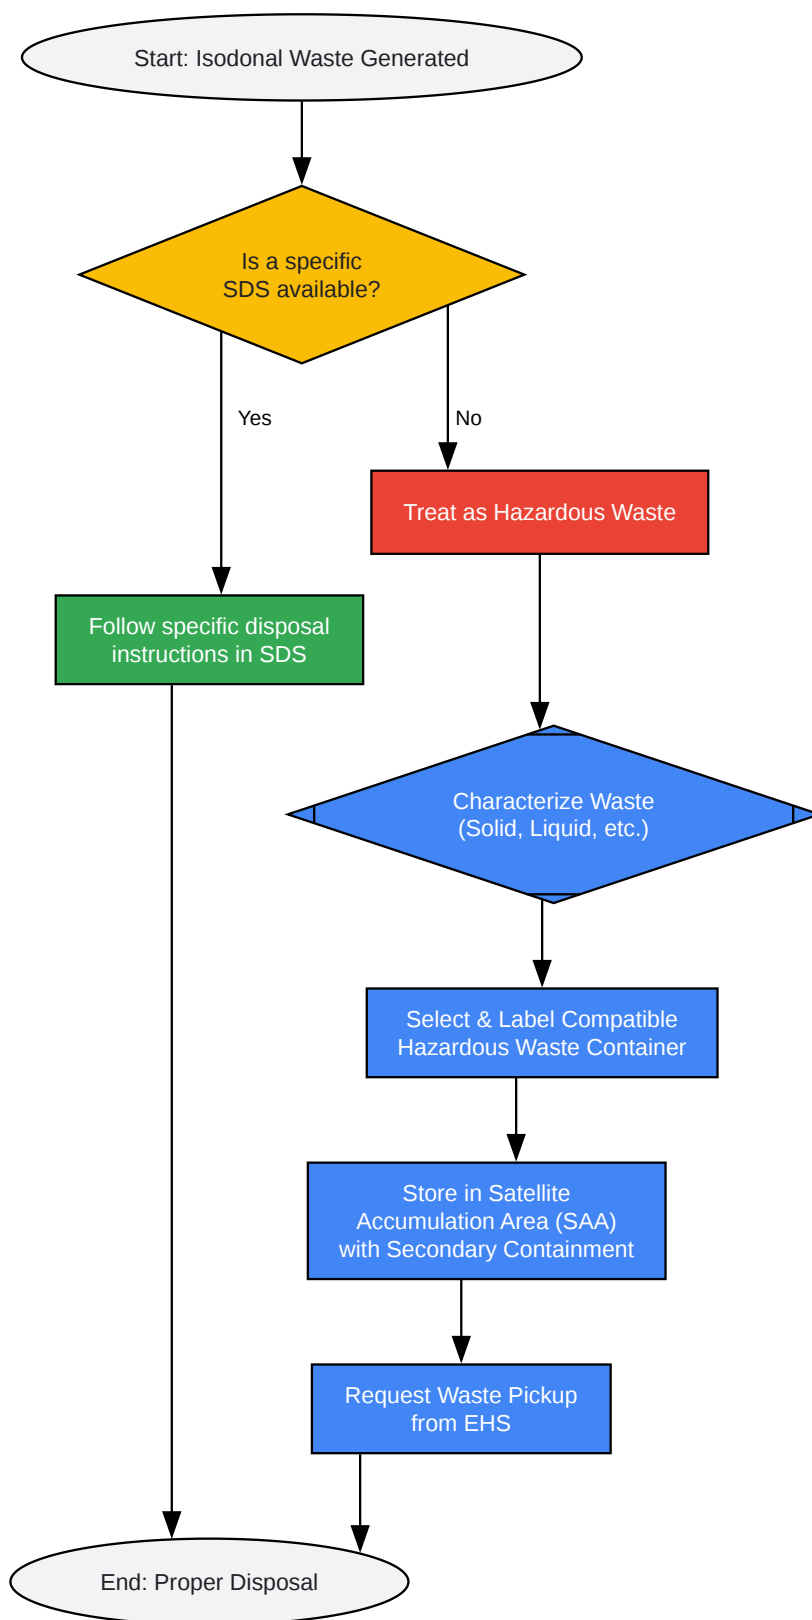 Start: Isodonal Waste Generated
Is a specific
SDS available?
Yes
No
Treat as Hazardous Waste
Follow specific disposal
instructions in SDS
Characterize Waste
(Solid, Liquid, etc.)
Select & Label Compatible
Hazardous Waste Container
Store in Satellite
Accumulation Area (SAA)
with Secondary Containment
Request Waste Pickup
from EHS
End: Proper Disposal